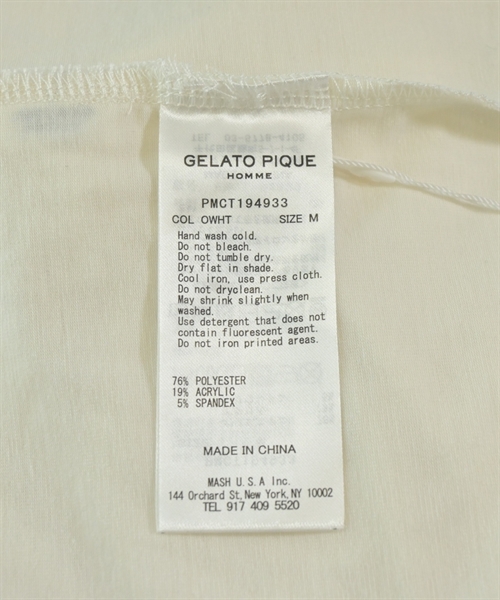 GELATO PIQUE
HOMME
PMCT194933
COL OWHT SIZE M
Hand wash cold.
Do not bleach.
Do not tumble dry.
Dry flat in shade.
Cool iron, use press cloth.
Do not dryclean.
May shrink slightly when
washed.
Use detergent that does not
contain fluorescent agent.
Do not iron printed areas.
76% POLYESTER
19% ACRYLIC
5% SPANDEX
MADE IN CHINA
MASH U.S.A Inc.
144 Orchard St, New York, NY 10002
TEL 917 409 5520